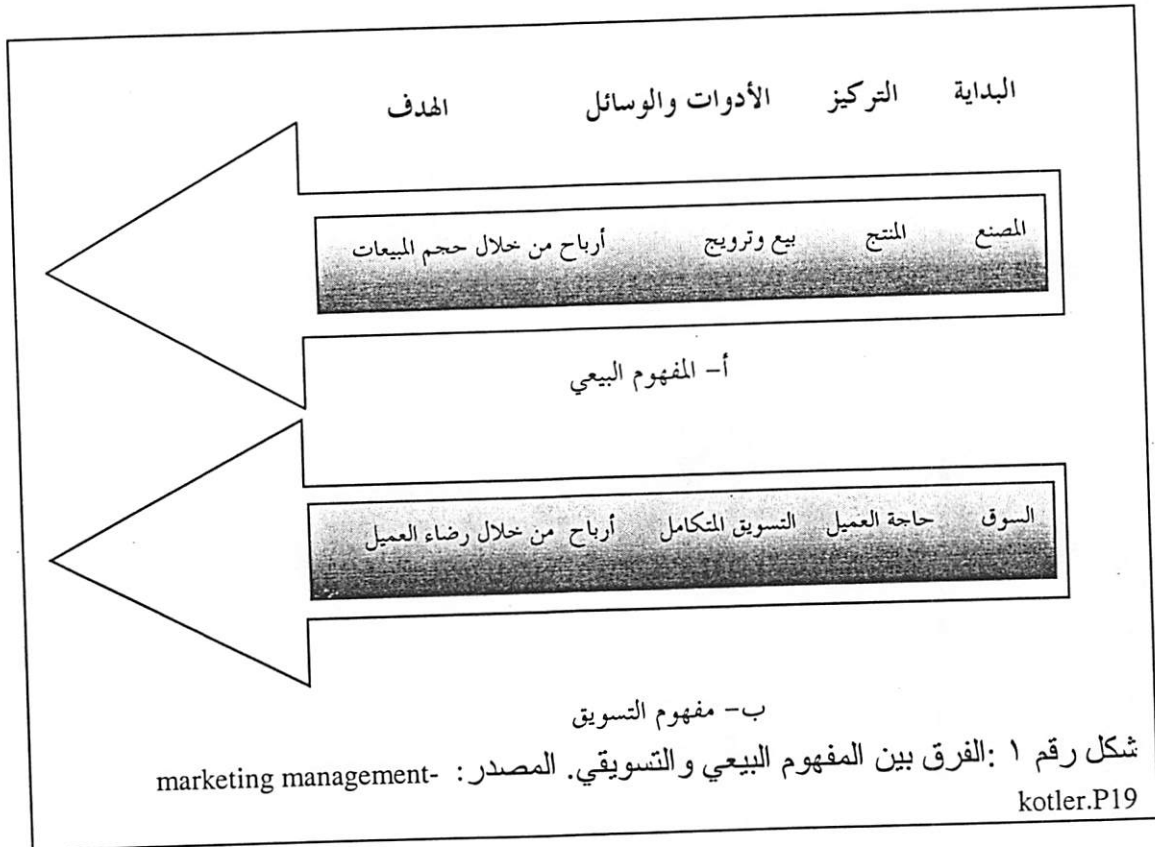 البداية التركيز الأدوات والوسائل الهدف
المصنع المنتج بيع وترويج أرباح من خلال حجم المبيعات
أ– المفهوم البيعي
السوق حاجة العميل التسويق المتكامل أرباح من خلال رضاء العميل
ب– مفهوم التسويق
شكل رقم ١ :الفرق بين المفهوم البيعي والتسويقي. المصدر: marketing management-
kotler.P19